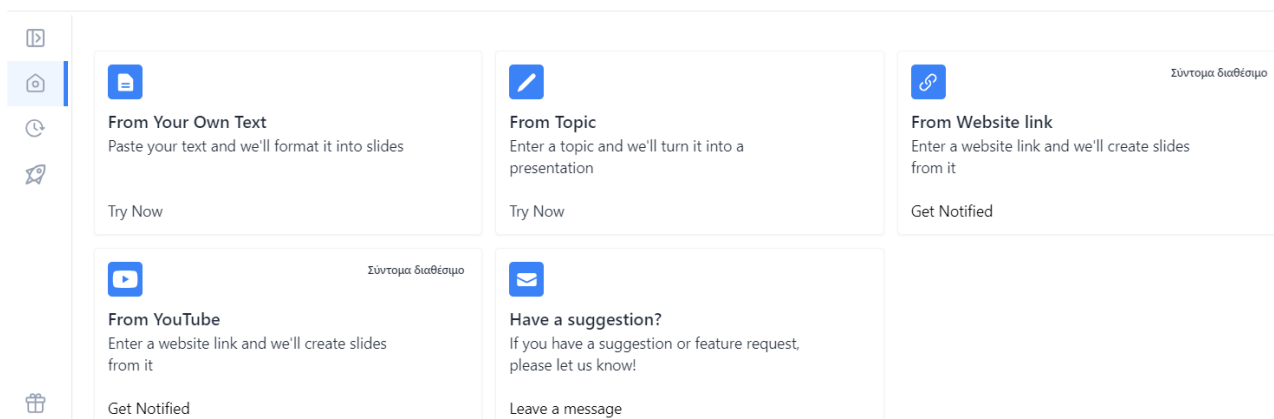 From Your Own Text
Paste your text and we'll format it into slides
Try Now
From Topic
Enter a topic and we'll turn it into a
presentation
Try Now
Σύντομα διαθέσιμο
From Website link
Enter a website link and we'll create slides
from it
Get Notified
Σύντομα διαθέσιμο
From YouTube
Enter a website link and we'll create slides
from it
Get Notified
Have a suggestion?
If you have a suggestion or feature request,
please let us know!
Leave a message